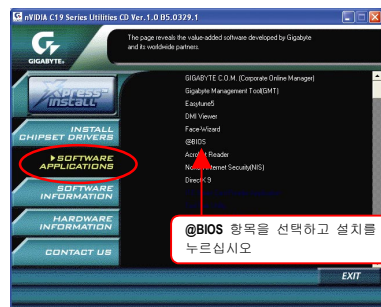 nVIDIA C19 Series Utilities CD Ver.1.0 B5.0329.1
GIGABYTE
The page reveals the value-added software developed by Gigabyte
and its worldwide partners.
Xpress
INSTALL
INSTALL
CHIPSET DRIVERS
SOFTWARE
APPLICATIONS
SOFTWARE
INFORMATION
HARDWARE
INFORMATION
CONTACT US
GIGABYTE C.O.M. (Corporate Online Manager)
Gigabyte Management Tool(GMT)
Easytune5
DMI Viewer
Face-Wizard
@BIOS
Reader
Internet Security(NIS)
9
@BIOS 항목을 선택하고 설치를
누르십시오
EXIT